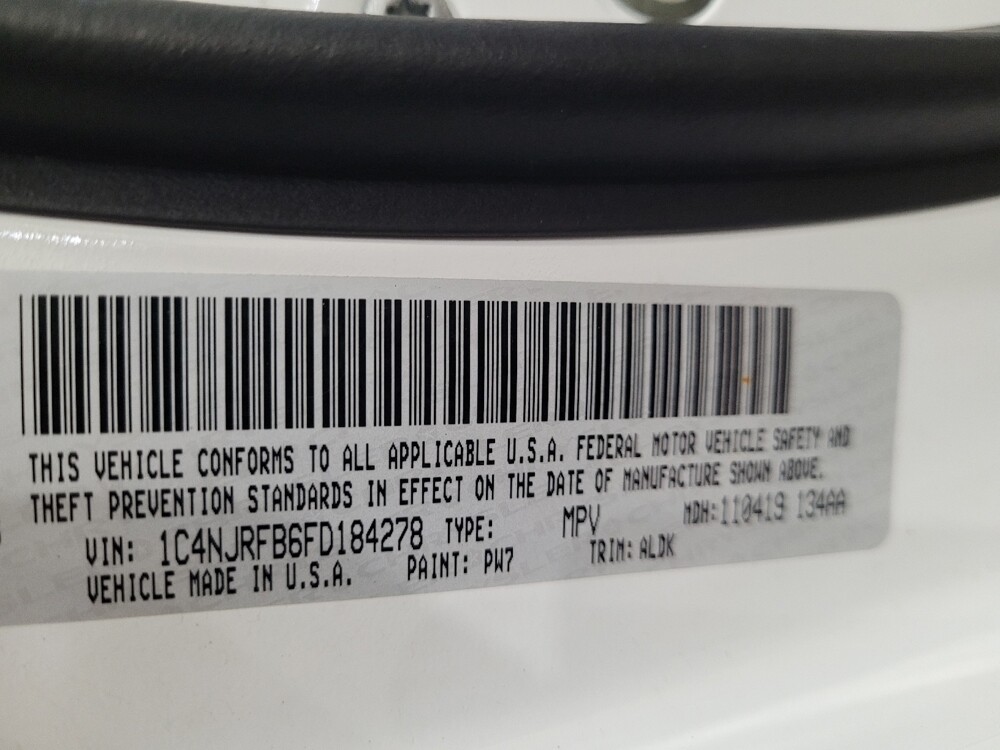 THIS VEHICLE CONFORMS TO ALL APPLICABLE U.S.A. FEDERAL MOTOR VEHICLE SAFETY AND
THEFT PREVENTION STANDARDS IN EFFECT ON THE DATE OF MANUFACTURE SHOWN ABOVE.
VIN: 1C4NJRFB6FD184278 TYPE: MPV MDH:110419 134AA
VEHICLE MADE IN U.S.A. PAINT: PW7 TRIM: ALDK